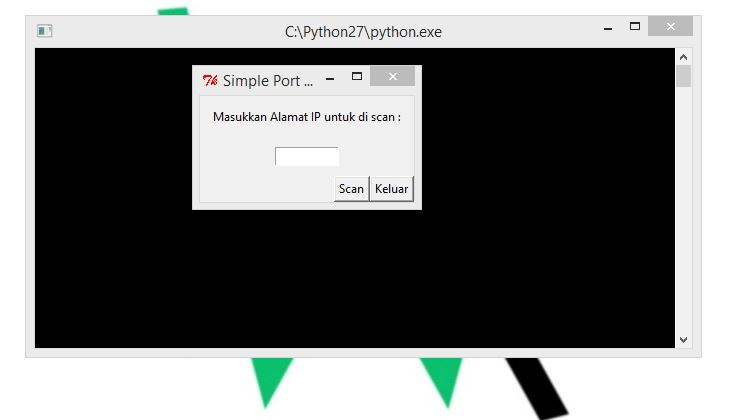 C:\Python27\python.exe
Simple Port ...
Masukkan Alamat IP untuk di scan :
Scan Keluar